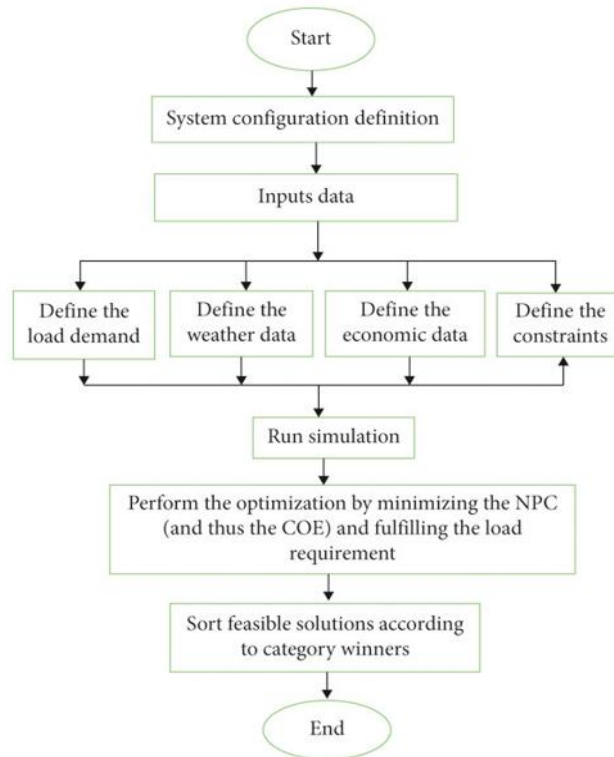 Start
System configuration definition
Inputs data
Define the
load demand
Define the
weather data
Define the
economic data
Define the
constraints
Run simulation
Perform the optimization by minimizing the NPC
(and thus the COE) and fulfilling the load
requirement
Sort feasible solutions according
to category winners
End